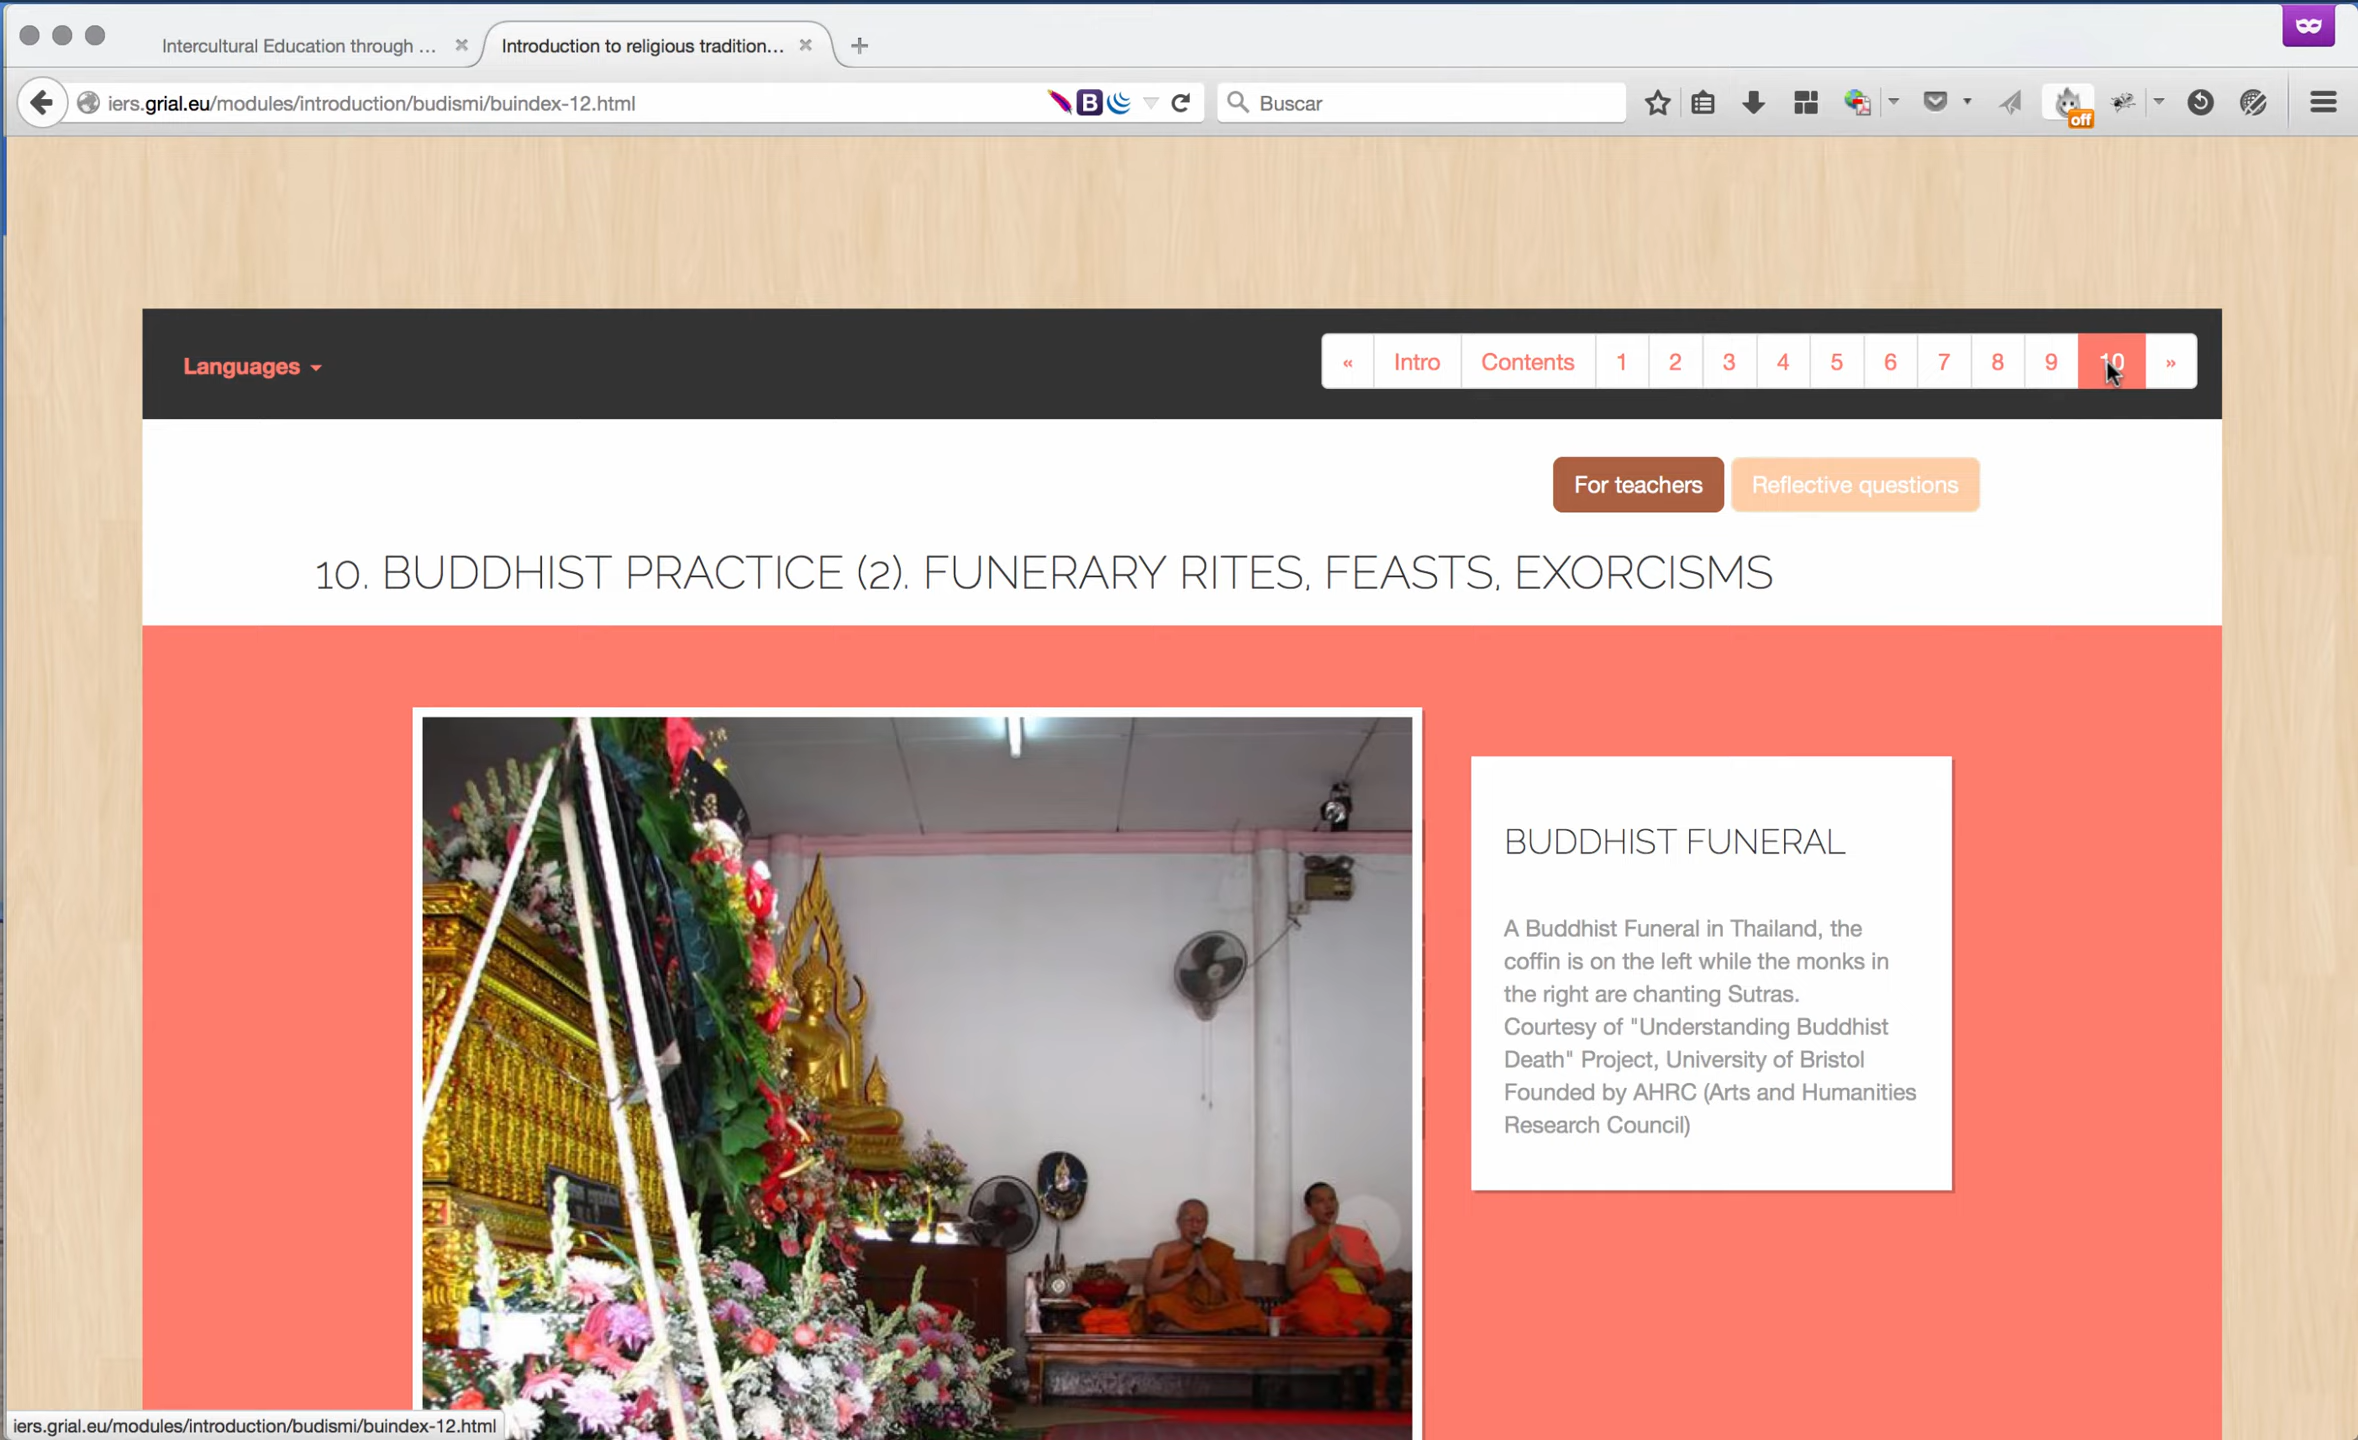 Intercultural Education through ...
Introduction to religious tradition...
iers.grial.eu/modules/introduction/budismi/buindex-12.html
B
Buscar
off
Languages
« Intro Contents 1 2 3 4 5 6 7 8 9 10 »
For teachers
Reflective questions
10. BUDDHIST PRACTICE (2). FUNERARY RITES, FEASTS, EXORCISMS
BUDDHIST FUNERAL
A Buddhist Funeral in Thailand, the
coffin is on the left while the monks in
the right are chanting Sutras.
Courtesy of "Understanding Buddhist
Death" Project, University of Bristol
Founded by AHRC (Arts and Humanities
Research Council)
iers.grial.eu/modules/introduction/budismi/buindex-12.html